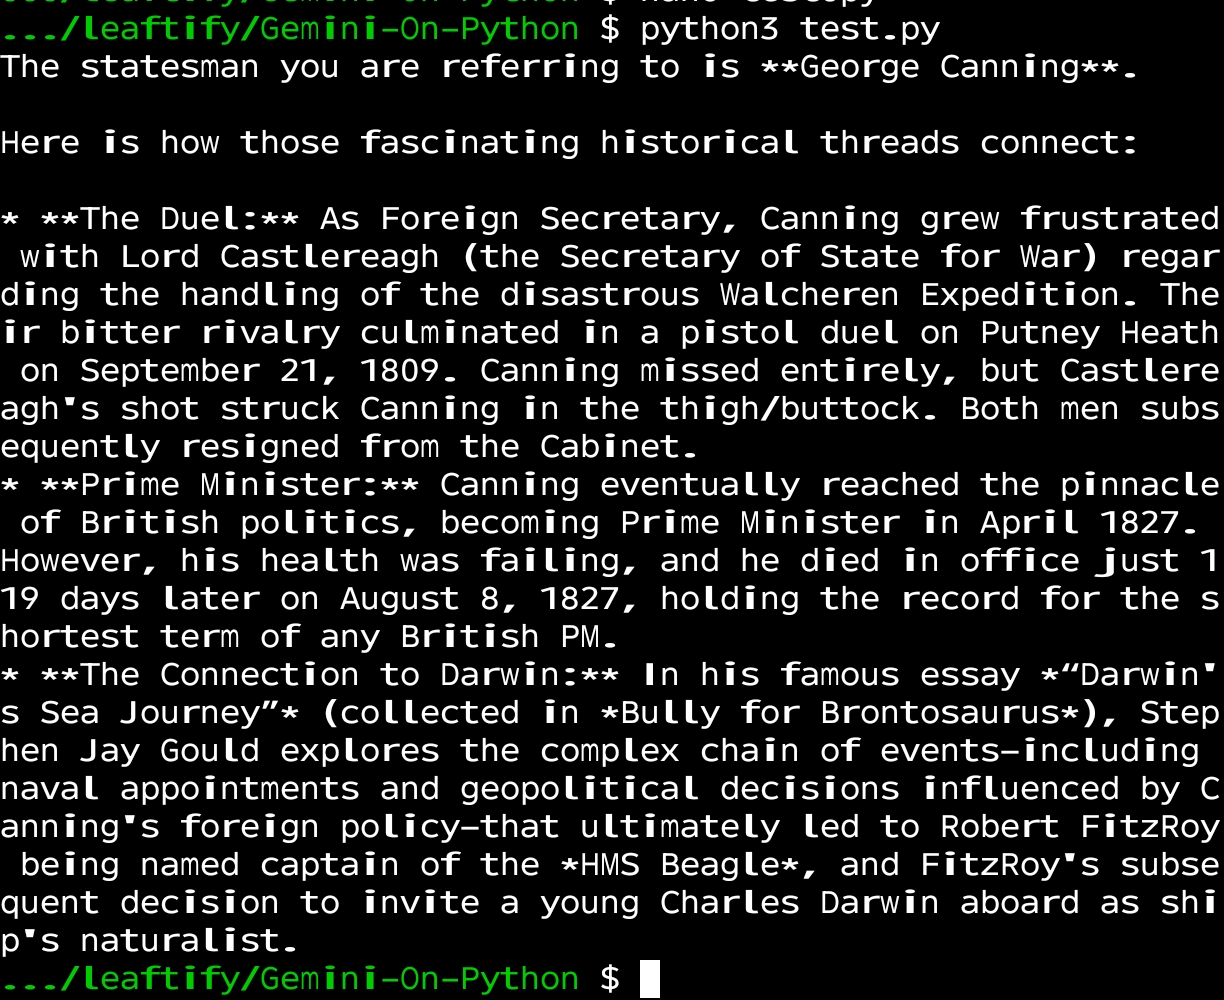 .../leaftify/Gemini-On-Python $ python3 test.py
The statesman you are referring to is **George Canning**.
Here is how those fascinating historical threads connect:
* **The Duel:** As Foreign Secretary, Canning grew frustrated
with Lord Castlereagh (the Secretary of State for War) regar
ding the handling of the disastrous Walcheren Expedition. The
ir bitter rivalry culminated in a pistol duel on Putney Heath
on September 21, 1809. Canning missed entirely, but Castlere
agh's shot struck Canning in the thigh/buttock. Both men subs
equently resigned from the Cabinet.
* **Prime Minister:** Canning eventually reached the pinnacle
of British politics, becoming Prime Minister in April 1827.
However, his health was failing, and he died in office just 1
19 days later on August 8, 1827, holding the record for the s
hortest term of any British PM.
* **The Connection to Darwin:** In his famous essay *“Darwin'
s Sea Journey”* (collected in *Bully for Brontosaurus*), Step
hen Jay Gould explores the complex chain of events—including
naval appointments and geopolitical decisions influenced by C
anning's foreign policy—that ultimately led to Robert FitzRoy
being named captain of the *HMS Beagle*, and FitzRoy's subse
quent decision to invite a young Charles Darwin aboard as shi
p's naturalist.
.../leaftify/Gemini-On-Python $